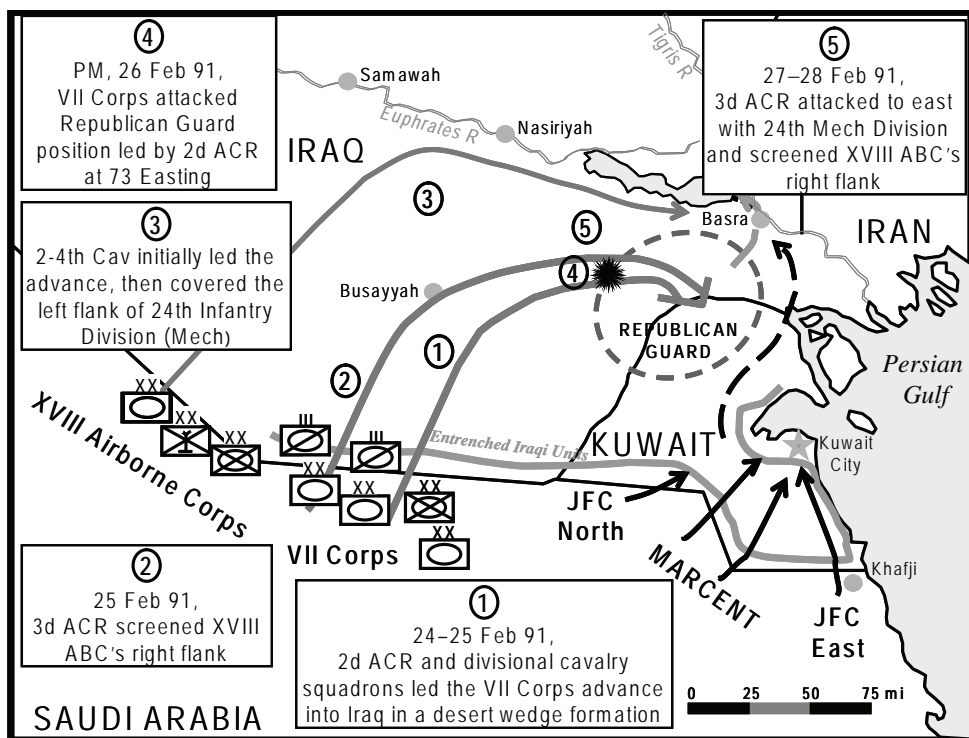 ④
PM, 26 Feb 91,
VII Corps attacked
Republican Guard
position led by 2d ACR
at 73 Easting
③
2-4th Cav initially led the
advance, then covered the
left flank of 24th Infantry
Division (Mech)
⑤
27–28 Feb 91,
3d ACR attacked to east
with 24th Mech Division
and screened XVIII ABC's
right flank
Samawah
Tigris R
Euphrates R
Nasiriyah
IRAQ
③
Basra
IRAN
⑤
④
Busayyah
REPUBLICAN
GUARD
①
②
Persian
Gulf
XX
XX
XX
III
III
XX
XX
XX
XX
XVIII Airborne Corps
Entrenched Iraqi Units
KUWAIT
Kuwait
City
JFC
North
VII Corps
MARCENT
Khafji
JFC
East
②
25 Feb 91,
3d ACR screened XVIII
ABC's right flank
①
24–25 Feb 91,
2d ACR and divisional cavalry
squadrons led the VII Corps advance
into Iraq in a desert wedge formation
0 25 50 75 mi
SAUDI ARABIA